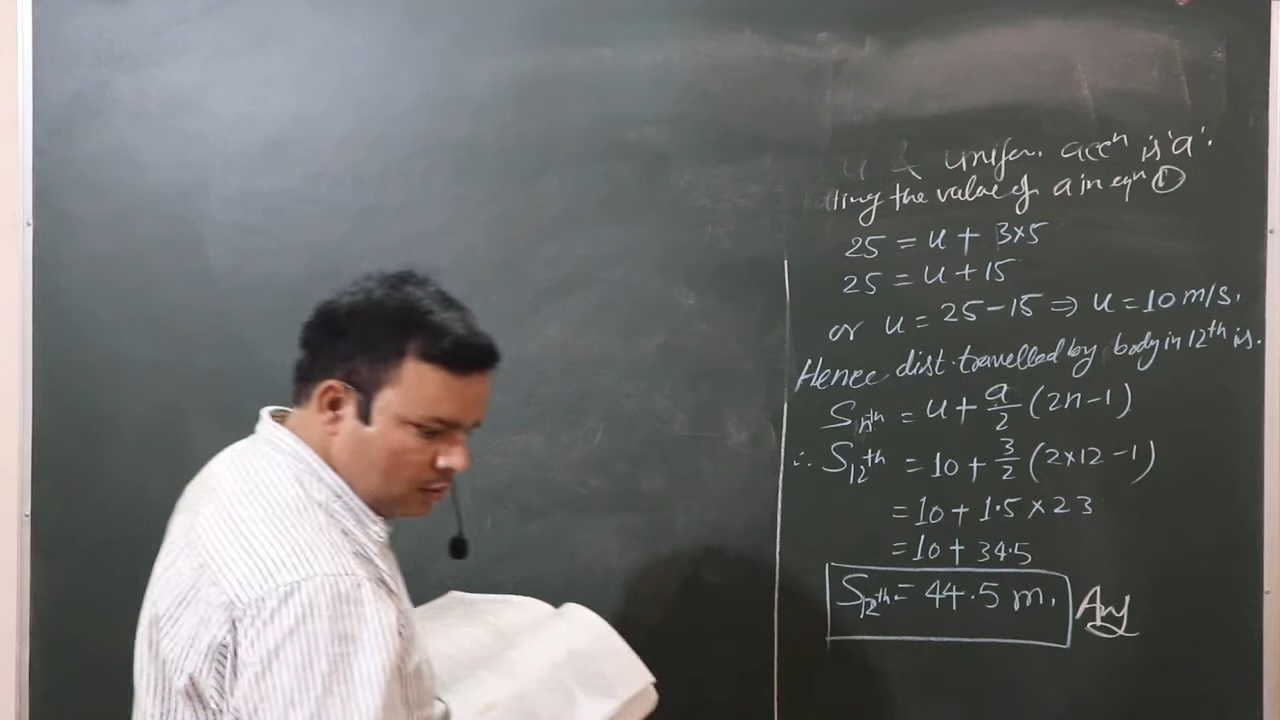 u & unifor. accⁿ is 'a'.
the value of a in eqⁿ ①
25 = u + 3×5
25 = u + 15
or u = 25 - 15 ⇒ u = 10 m/s.
Hence dist. travelled by body in 12ᵗʰ is.
Sₙᵗʰ = u + a/2 (2n-1)
∴ S₁₂ᵗʰ = 10 + 3/2 (2×12-1)
= 10 + 1.5 × 23
= 10 + 34.5
S₁₂ᵗʰ = 44.5 m. Ans